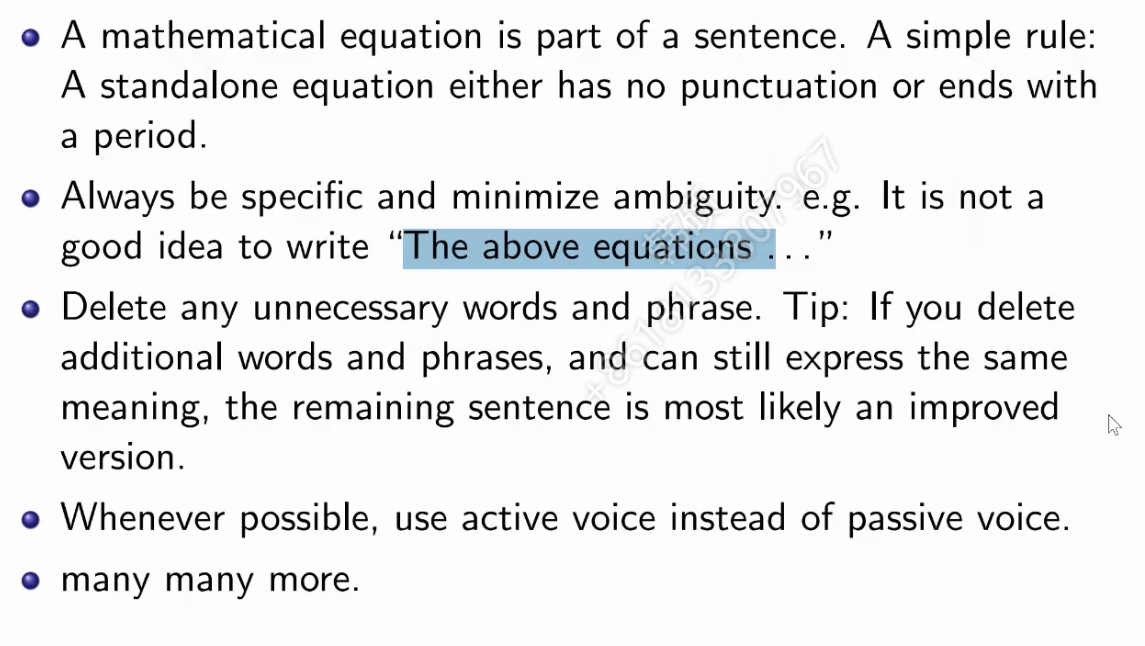 A mathematical equation is part of a sentence. A simple rule:
A standalone equation either has no punctuation or ends with
a period.
Always be specific and minimize ambiguity. e.g. It is not a
good idea to write “The above equations . . .”
Delete any unnecessary words and phrase. Tip: If you delete
additional words and phrases, and can still express the same
meaning, the remaining sentence is most likely an improved
version.
Whenever possible, use active voice instead of passive voice.
many many more.